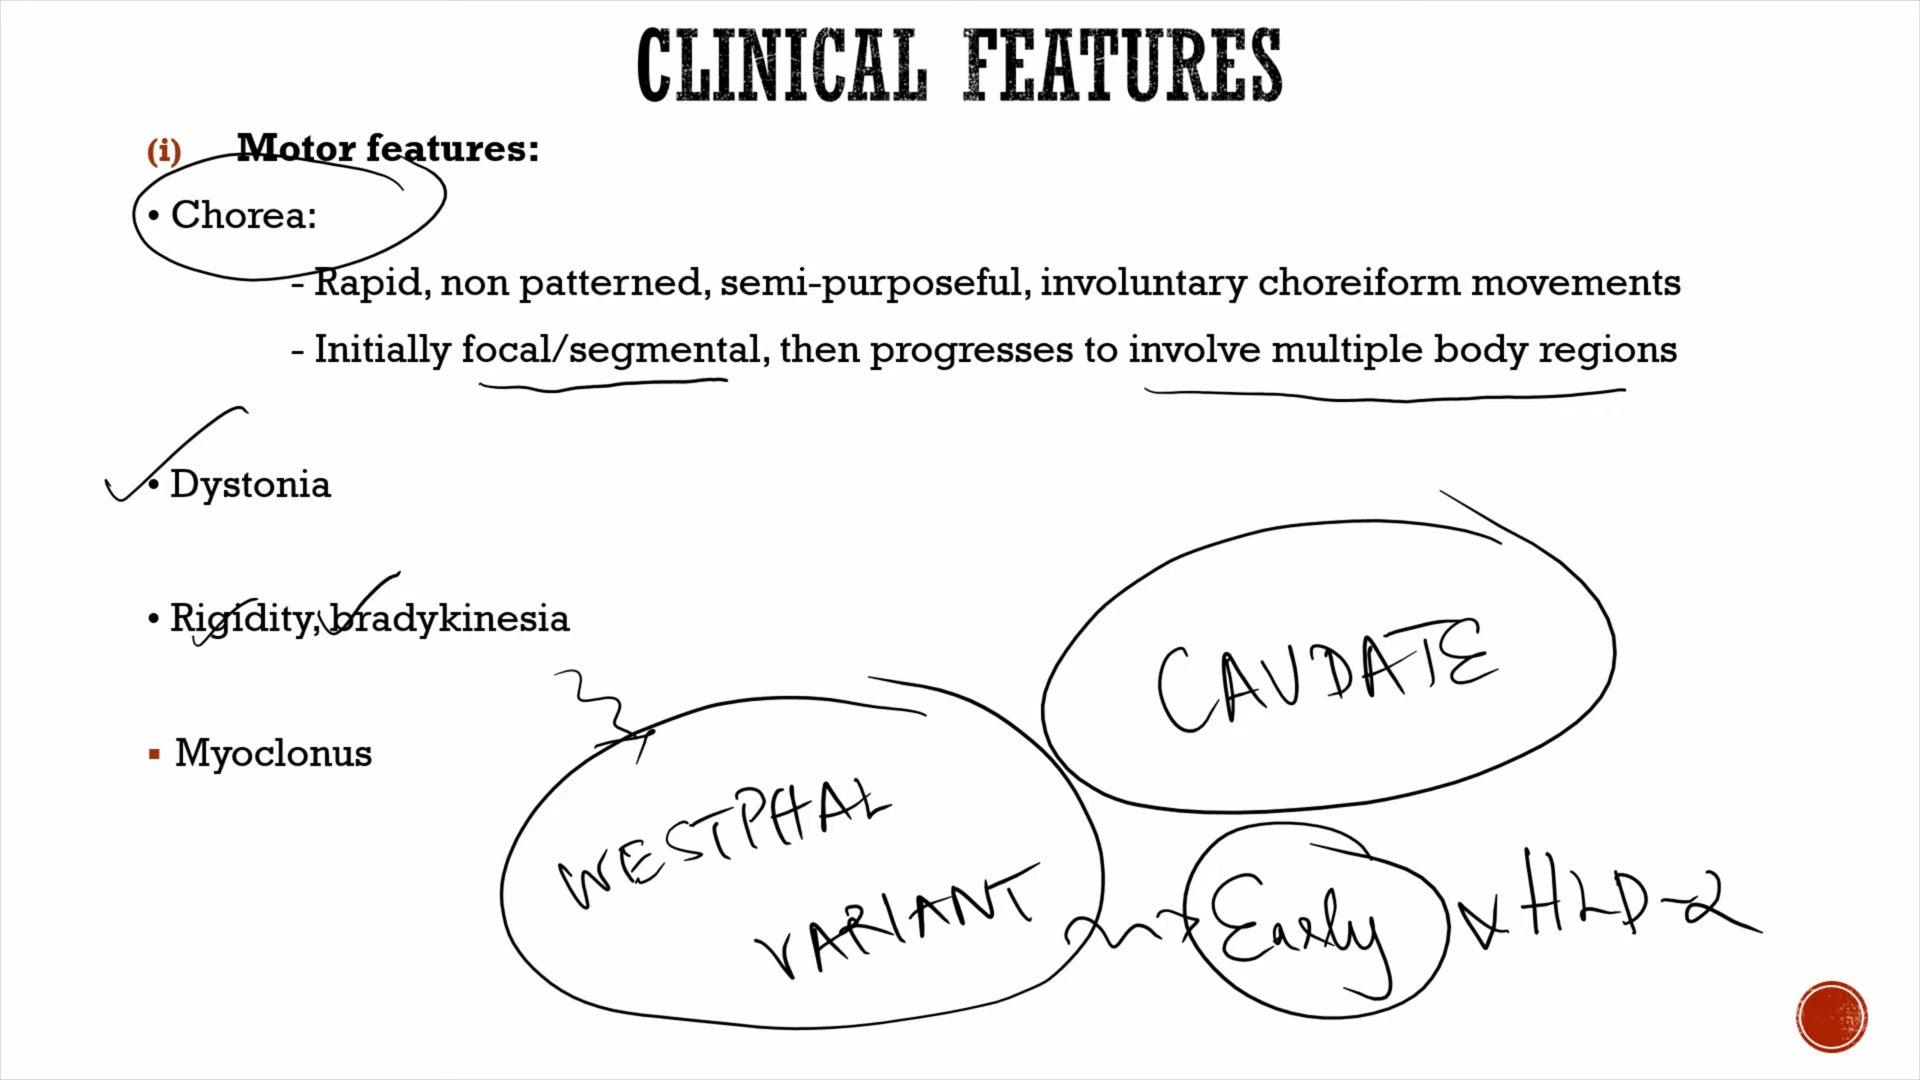 CLINICAL FEATURES
(i) Motor features:
• Chorea:
- Rapid, non patterned, semi-purposeful, involuntary choreiform movements
- Initially focal/segmental, then progresses to involve multiple body regions
• Dystonia
• Rigidity, bradykinesia
▪ Myoclonus
CAUDATE
WESTPHAL
VARIANT
Early HLD-2